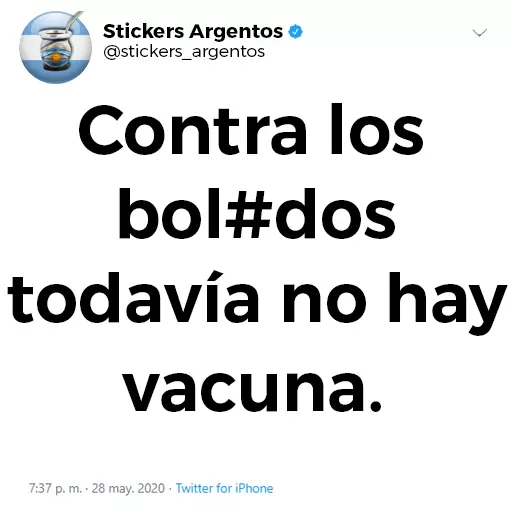 Stickers Argentos
@stickers_argentos
Contra los
bol#dos
todavía no hay
vacuna.
7:37 p. m. · 28 may. 2020 · Twitter for iPhone